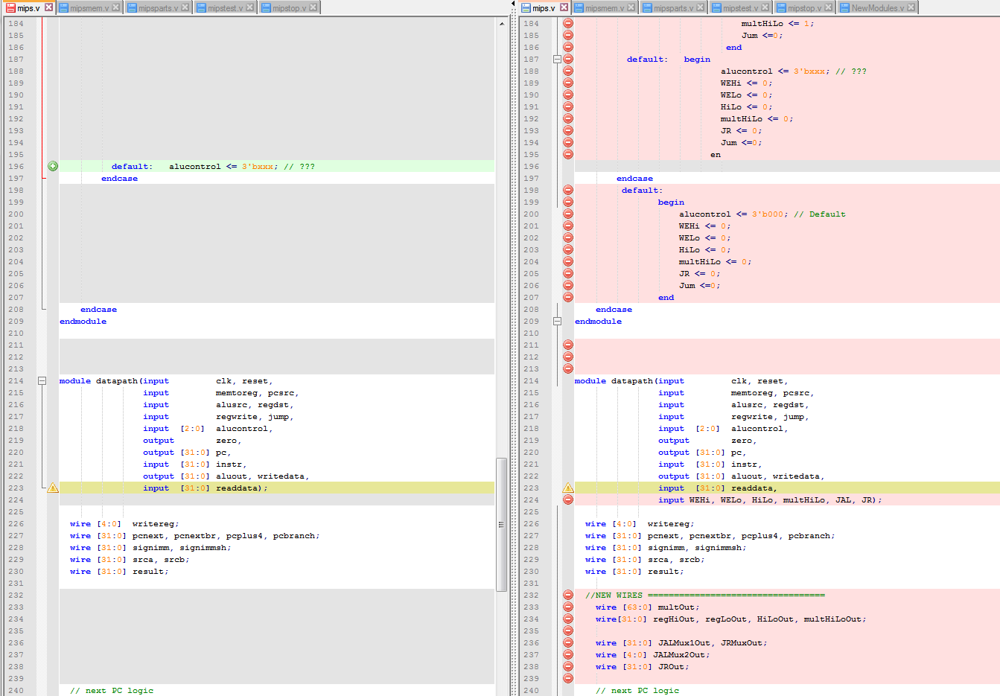 mips.v mipsmem.v mipsparts.v mipstest.v mipstop.v
184
185
186
187
188
189
190
191
192
193
194
195
196 default: alucontrol <= 3'bxxx; // ???
197 endcase
198
199
200
201
202
203
204
205
206
207
208 endcase
209 endmodule
210
211
212
213
214 module datapath(input clk, reset,
215 input memtoreg, pcsrc,
216 input alusrc, regdst,
217 input regwrite, jump,
218 input [2:0] alucontrol,
219 output zero,
220 output [31:0] pc,
221 input [31:0] instr,
222 output [31:0] aluout, writedata,
223 input [31:0] readdata);
224
225
226 wire [4:0] writereg;
227 wire [31:0] pcnext, pcnextbr, pcplus4, pcbranch;
228 wire [31:0] signimm, signimmsh;
229 wire [31:0] srca, srcb;
230 wire [31:0] result;
231
232
233
234
235
236
237
238
239
240 // next PC logic
mips.v mipsmem.v mipsparts.v mipstest.v mipstop.v NewModules.v
184 multHiLo <= 1;
185 Jum <=0;
186 end
187 default: begin
188 alucontrol <= 3'bxxx; // ???
189 WEHi <= 0;
190 WELo <= 0;
191 HiLo <= 0;
192 multHiLo <= 0;
193 JR <= 0;
194 Jum <=0;
195 en
196
197 endcase
198 default:
199 begin
200 alucontrol <= 3'b000; // Default
201 WEHi <= 0;
202 WELo <= 0;
203 HiLo <= 0;
204 multHiLo <= 0;
205 JR <= 0;
206 Jum <=0;
207 end
208 endcase
209 endmodule
210
211
212
213
214 module datapath(input clk, reset,
215 input memtoreg, pcsrc,
216 input alusrc, regdst,
217 input regwrite, jump,
218 input [2:0] alucontrol,
219 output zero,
220 output [31:0] pc,
221 input [31:0] instr,
222 output [31:0] aluout, writedata,
223 input [31:0] readdata,
224 input WEHi, WELo, HiLo, multHiLo, JAL, JR);
225
226 wire [4:0] writereg;
227 wire [31:0] pcnext, pcnextbr, pcplus4, pcbranch;
228 wire [31:0] signimm, signimmsh;
229 wire [31:0] srca, srcb;
230 wire [31:0] result;
231
232 //NEW WIRES ==================================
233 wire [63:0] multOut;
234 wire[31:0] regHiOut, regLoOut, HiLoOut, multHiLoOut;
235
236 wire [31:0] JALMux1Out, JRMuxOut;
237 wire [4:0] JALMux2Out;
238 wire [31:0] JROut;
239
240 // next PC logic